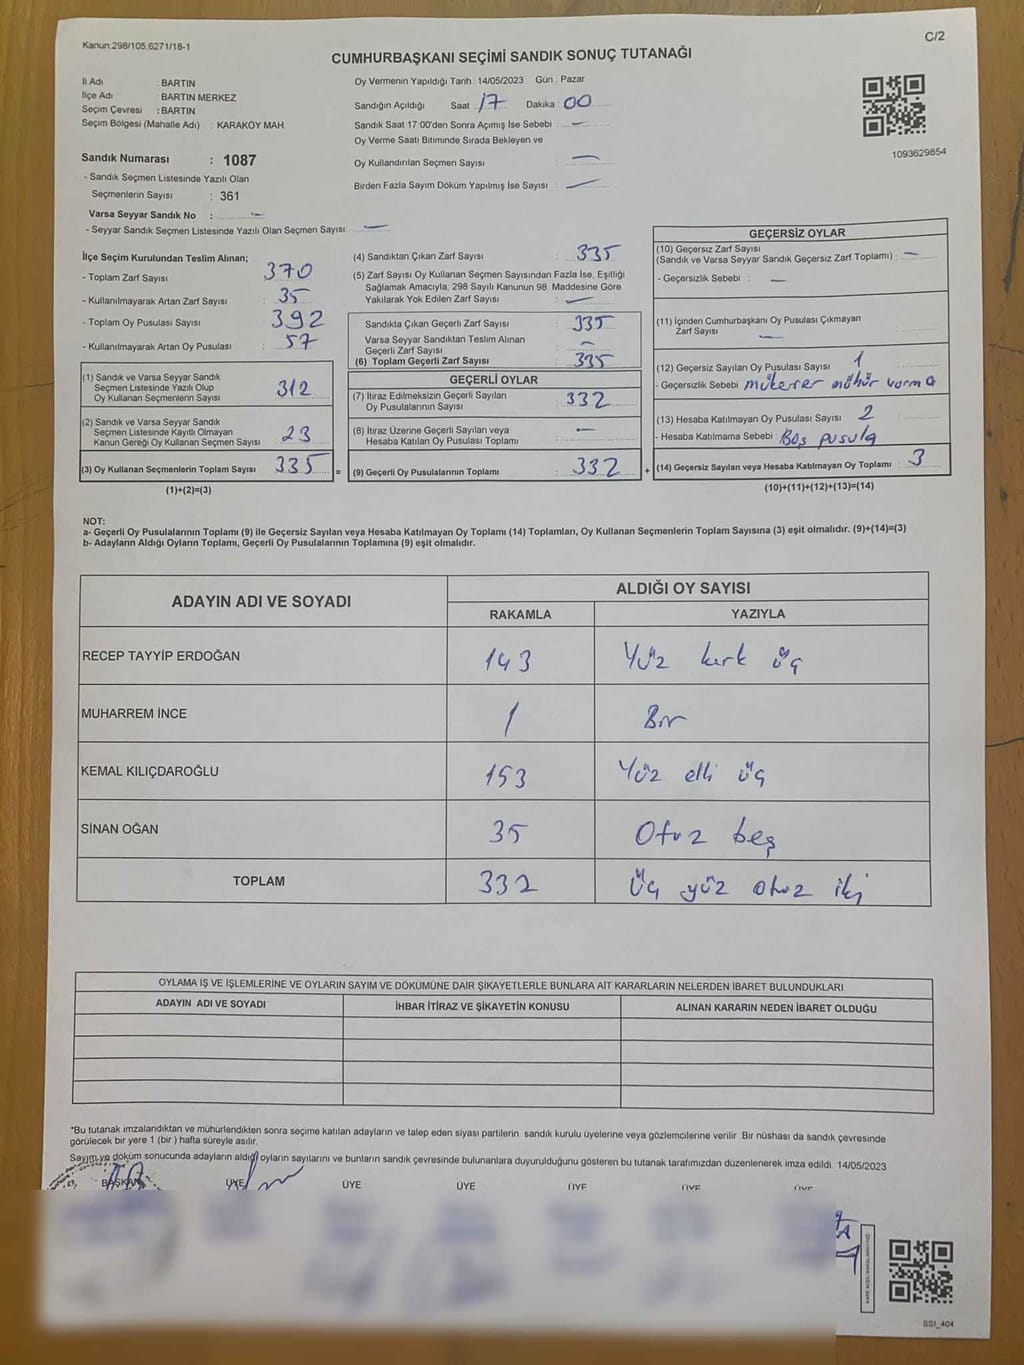 Kanun:298/105,6271/18-1
C/2
CUMHURBAŞKANI SEÇİMİ SANDIK SONUÇ TUTANAĞI
İl Adı : BARTIN
İlçe Adı : BARTIN MERKEZ
Seçim Çevresi : BARTIN
Seçim Bölgesi (Mahalle Adı) : KARAKÖY MAH.
Sandık Numarası : 1087
- Sandık Seçmen Listesinde Yazılı Olan
Seçmenlerin Sayısı : 361
Varsa Seyyar Sandık No : -
- Seyyar Sandık Seçmen Listesinde Yazılı Olan Seçmen Sayısı: -
Oy Vermenin Yapıldığı Tarih : 14/05/2023 Gün : Pazar
Sandığın Açıldığı Saat 17 Dakika 00
Sandık Saat 17:00'den Sonra Açımış İse Sebebi : -
Oy Verme Saati Bitiminde Sırada Bekleyen ve
Oy Kullandırılan Seçmen Sayısı : -
Birden Fazla Sayım Döküm Yapılmış İse Sayısı : -
1093629854
İlçe Seçim Kurulundan Teslim Alınan;
- Toplam Zarf Sayısı : 370
- Kullanılmayarak Artan Zarf Sayısı : 35
- Toplam Oy Pusulası Sayısı : 392
- Kullanılmayarak Artan Oy Pusulası : 57
(1) Sandık ve Varsa Seyyar Sandık
Seçmen Listesinde Yazılı Olup
Oy Kullanan Seçmenlerin Sayısı : 312
(2) Sandık ve Varsa Seyyar Sandık
Seçmen Listesinde Kayıtlı Olmayan
Kanun Gereği Oy Kullanan Seçmen Sayısı : 23
(3) Oy Kullanan Seçmenlerin Toplam Sayısı : 335 =
(1)+(2)=(3)
(4) Sandıktan Çıkan Zarf Sayısı : 335
(5) Zarf Sayısı Oy Kullanan Seçmen Sayısından Fazla İse, Eşitliği
Sağlamak Amacıyla, 298 Sayılı Kanunun 98. Maddesine Göre
Yakılarak Yok Edilen Zarf Sayısı : -
Sandıkta Çıkan Geçerli Zarf Sayısı : 335
Varsa Seyyar Sandıktan Teslim Alınan
Geçerli Zarf Sayısı : -
(6) Toplam Geçerli Zarf Sayısı : 335
GEÇERLİ OYLAR
(7) İtiraz Edilmeksizin Geçerli Sayılan
Oy Pusulalarının Sayısı : 332
(8) İtiraz Üzerine Geçerli Sayılan veya
Hesaba Katılan Oy Pusulası Toplamı : -
(9) Geçerli Oy Pusulalarının Toplamı : 332 +
GEÇERSİZ OYLAR
(10) Geçersiz Zarf Sayısı
(Sandık ve Varsa Seyyar Sandık Geçersiz Zarf Toplamı) : -
- Geçersizlik Sebebi : -
(11) İçinden Cumhurbaşkanı Oy Pusulası Çıkmayan
Zarf Sayısı : -
(12) Geçersiz Sayılan Oy Pusulası Sayısı : 1
- Geçersizlik Sebebi : mükerrer mühür vurma
(13) Hesaba Katılmayan Oy Pusulası Sayısı : 2
- Hesaba Katılmama Sebebi : Boş pusula
(14) Geçersiz Sayılan veya Hesaba Katılmayan Oy Toplamı : 3
(10)+(11)+(12)+(13)=(14)
NOT:
a- Geçerli Oy Pusulalarının Toplamı (9) ile Geçersiz Sayılan veya Hesaba Katılmayan Oy Toplamı (14) Toplamları, Oy Kullanan Seçmenlerin Toplam Sayısına (3) eşit olmalıdır. (9)+(14)=(3)
b- Adayların Aldığı Oyların Toplamı, Geçerli Oy Pusulalarının Toplamına (9) eşit olmalıdır.
ADAYIN ADI VE SOYADI
ALDIĞI OY SAYISI
RAKAMLA YAZIYLA
RECEP TAYYİP ERDOĞAN 143 Yüz kırk üç
MUHARREM İNCE 1 Bir
KEMAL KILIÇDAROĞLU 153 Yüz elli üç
SİNAN OĞAN 35 Otuz beş
TOPLAM 332 Üç yüz otuz iki
OYLAMA İŞ VE İŞLEMLERİNE VE OYLARIN SAYIM VE DÖKÜMÜNE DAİR ŞİKAYETLERLE BUNLARA AİT KARARLARIN NELERDEN İBARET BULUNDUKLARI
ADAYIN ADI VE SOYADI İHBAR İTİRAZ VE ŞİKAYETİN KONUSU ALINAN KARARIN NEDEN İBARET OLDUĞU
*Bu tutanak imzalandıktan ve mühürlendikten sonra seçime katılan adayların ve talep eden siyasi partilerin sandık kurulu üyelerine veya gözlemcilerine verilir. Bir nüshası da sandık çevresinde
görülecek bir yere 1 (bir ) hafta süreyle asılır.
Sayım ve döküm sonucunda adayların aldığı oyların sayılarını ve bunların sandık çevresinde bulunanlara duyurulduğunu gösteren bu tutanak tarafımızdan düzenlenerek imza edildi. 14/05/2023
BAŞKAN ÜYE ÜYE ÜYE ÜYE ÜYE ÜYE
SS1_404